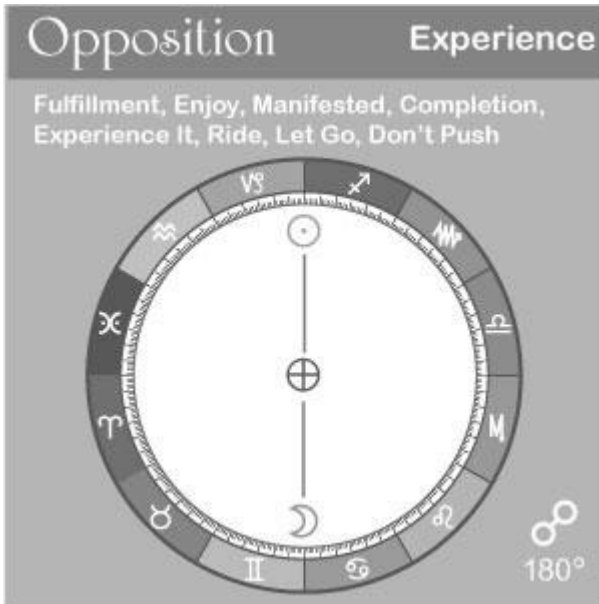 Opposition Experience
Fulfillment, Enjoy, Manifested, Completion,
Experience It, Ride, Let Go, Don't Push
180°